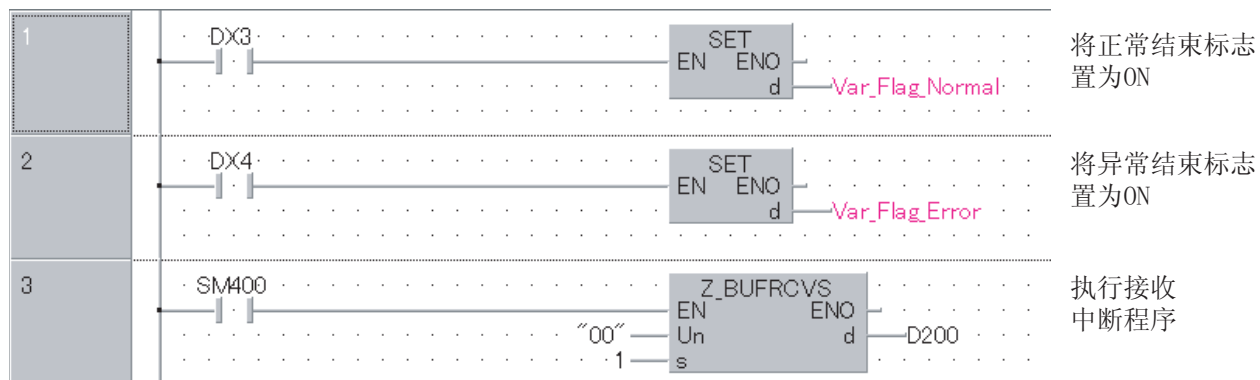 1
DX3
SET
EN ENO
d Var_Flag_Normal
将正常结束标志
置为ON
2
DX4
SET
EN ENO
d Var_Flag_Error
将异常结束标志
置为ON
3
SM400
Z_BUFRCVS
EN ENO
"00" Un d D200
1 s
执行接收
中断程序